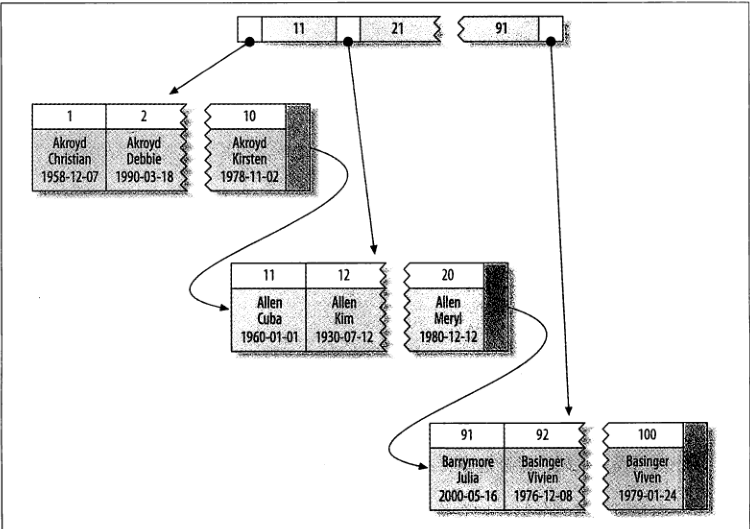 11 21 91
1 2 10
Akroyd Akroyd Akroyd
Christian Debbie Kirsten
1958-12-07 1990-03-18 1978-11-02
11 12 20
Allen Allen Allen
Cuba Kim Meryl
1960-01-01 1930-07-12 1980-12-12
91 92 100
Barrymore Basinger Basinger
Julia Vivien Viven
2000-05-16 1976-12-08 1979-01-24